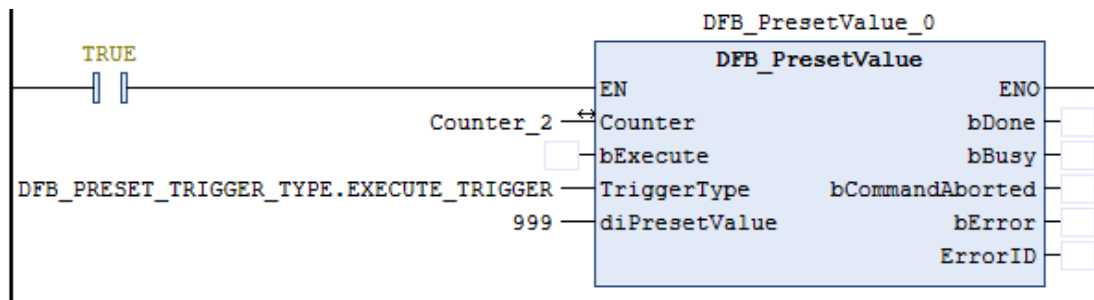 DFB_PresetValue_0
TRUE
DFB_PresetValue
EN ENO
Counter_2 Counter bDone
bExecute bBusy
DFB_PRESET_TRIGGER_TYPE.EXECUTE_TRIGGER TriggerType bCommandAborted
999 diPresetValue bError
ErrorID